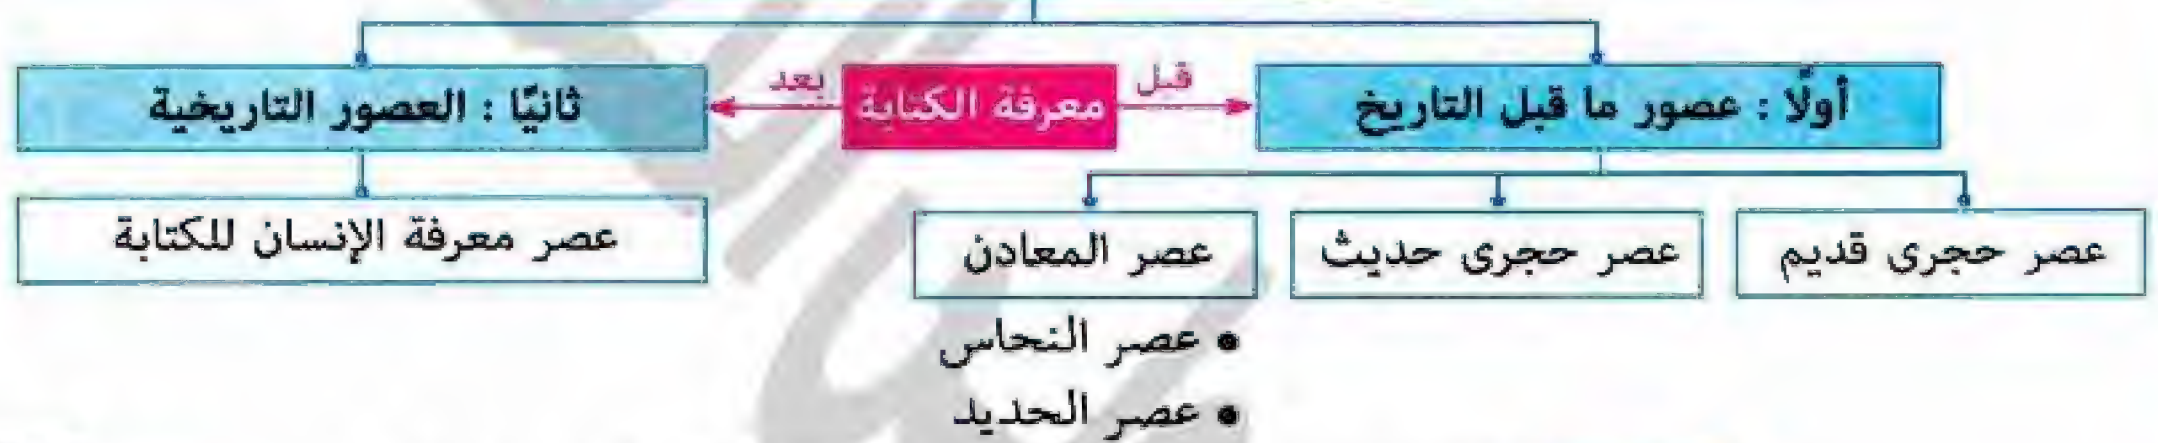 أولًا : عصور ما قبل التاريخ
قبل
معرفة الكتابة
بعد
ثانيًا : العصور التاريخية
عصر حجرى قديم
عصر حجرى حديث
عصر المعادن
عصر معرفة الإنسان للكتابة
• عصر النحاس
• عصر الحديد